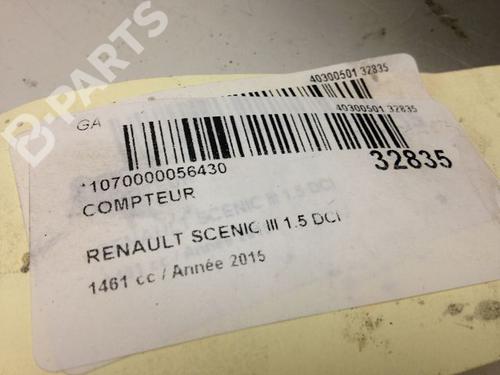 B-PARTS
40300501 32835
GA
40300501 32835
*1070000056430
32835
COMPTEUR
RENAULT SCENIC III 1.5 DCI
1461 cc / Année 2015